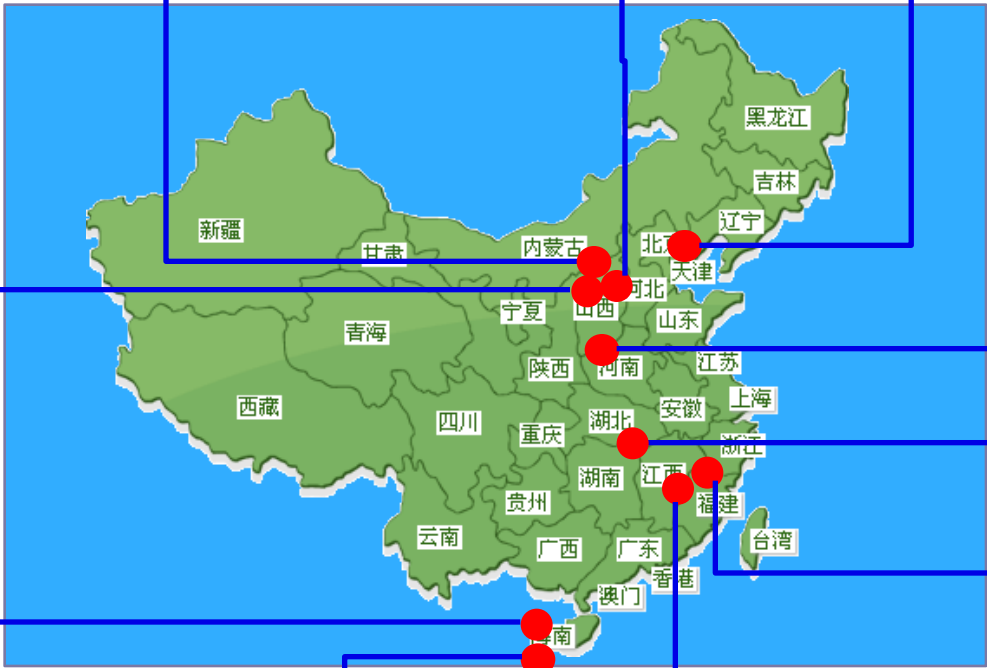 黑龙江
吉林
辽宁
新疆
内蒙古
北
甘肃
天津
河北
宁夏
山西
山东
青海
陕西
河南
江苏
西藏
上海
安徽
四川
湖北
重庆
浙江
湖南
江西
贵州
福建
云南
广西
广东
台湾
香港
澳门
南